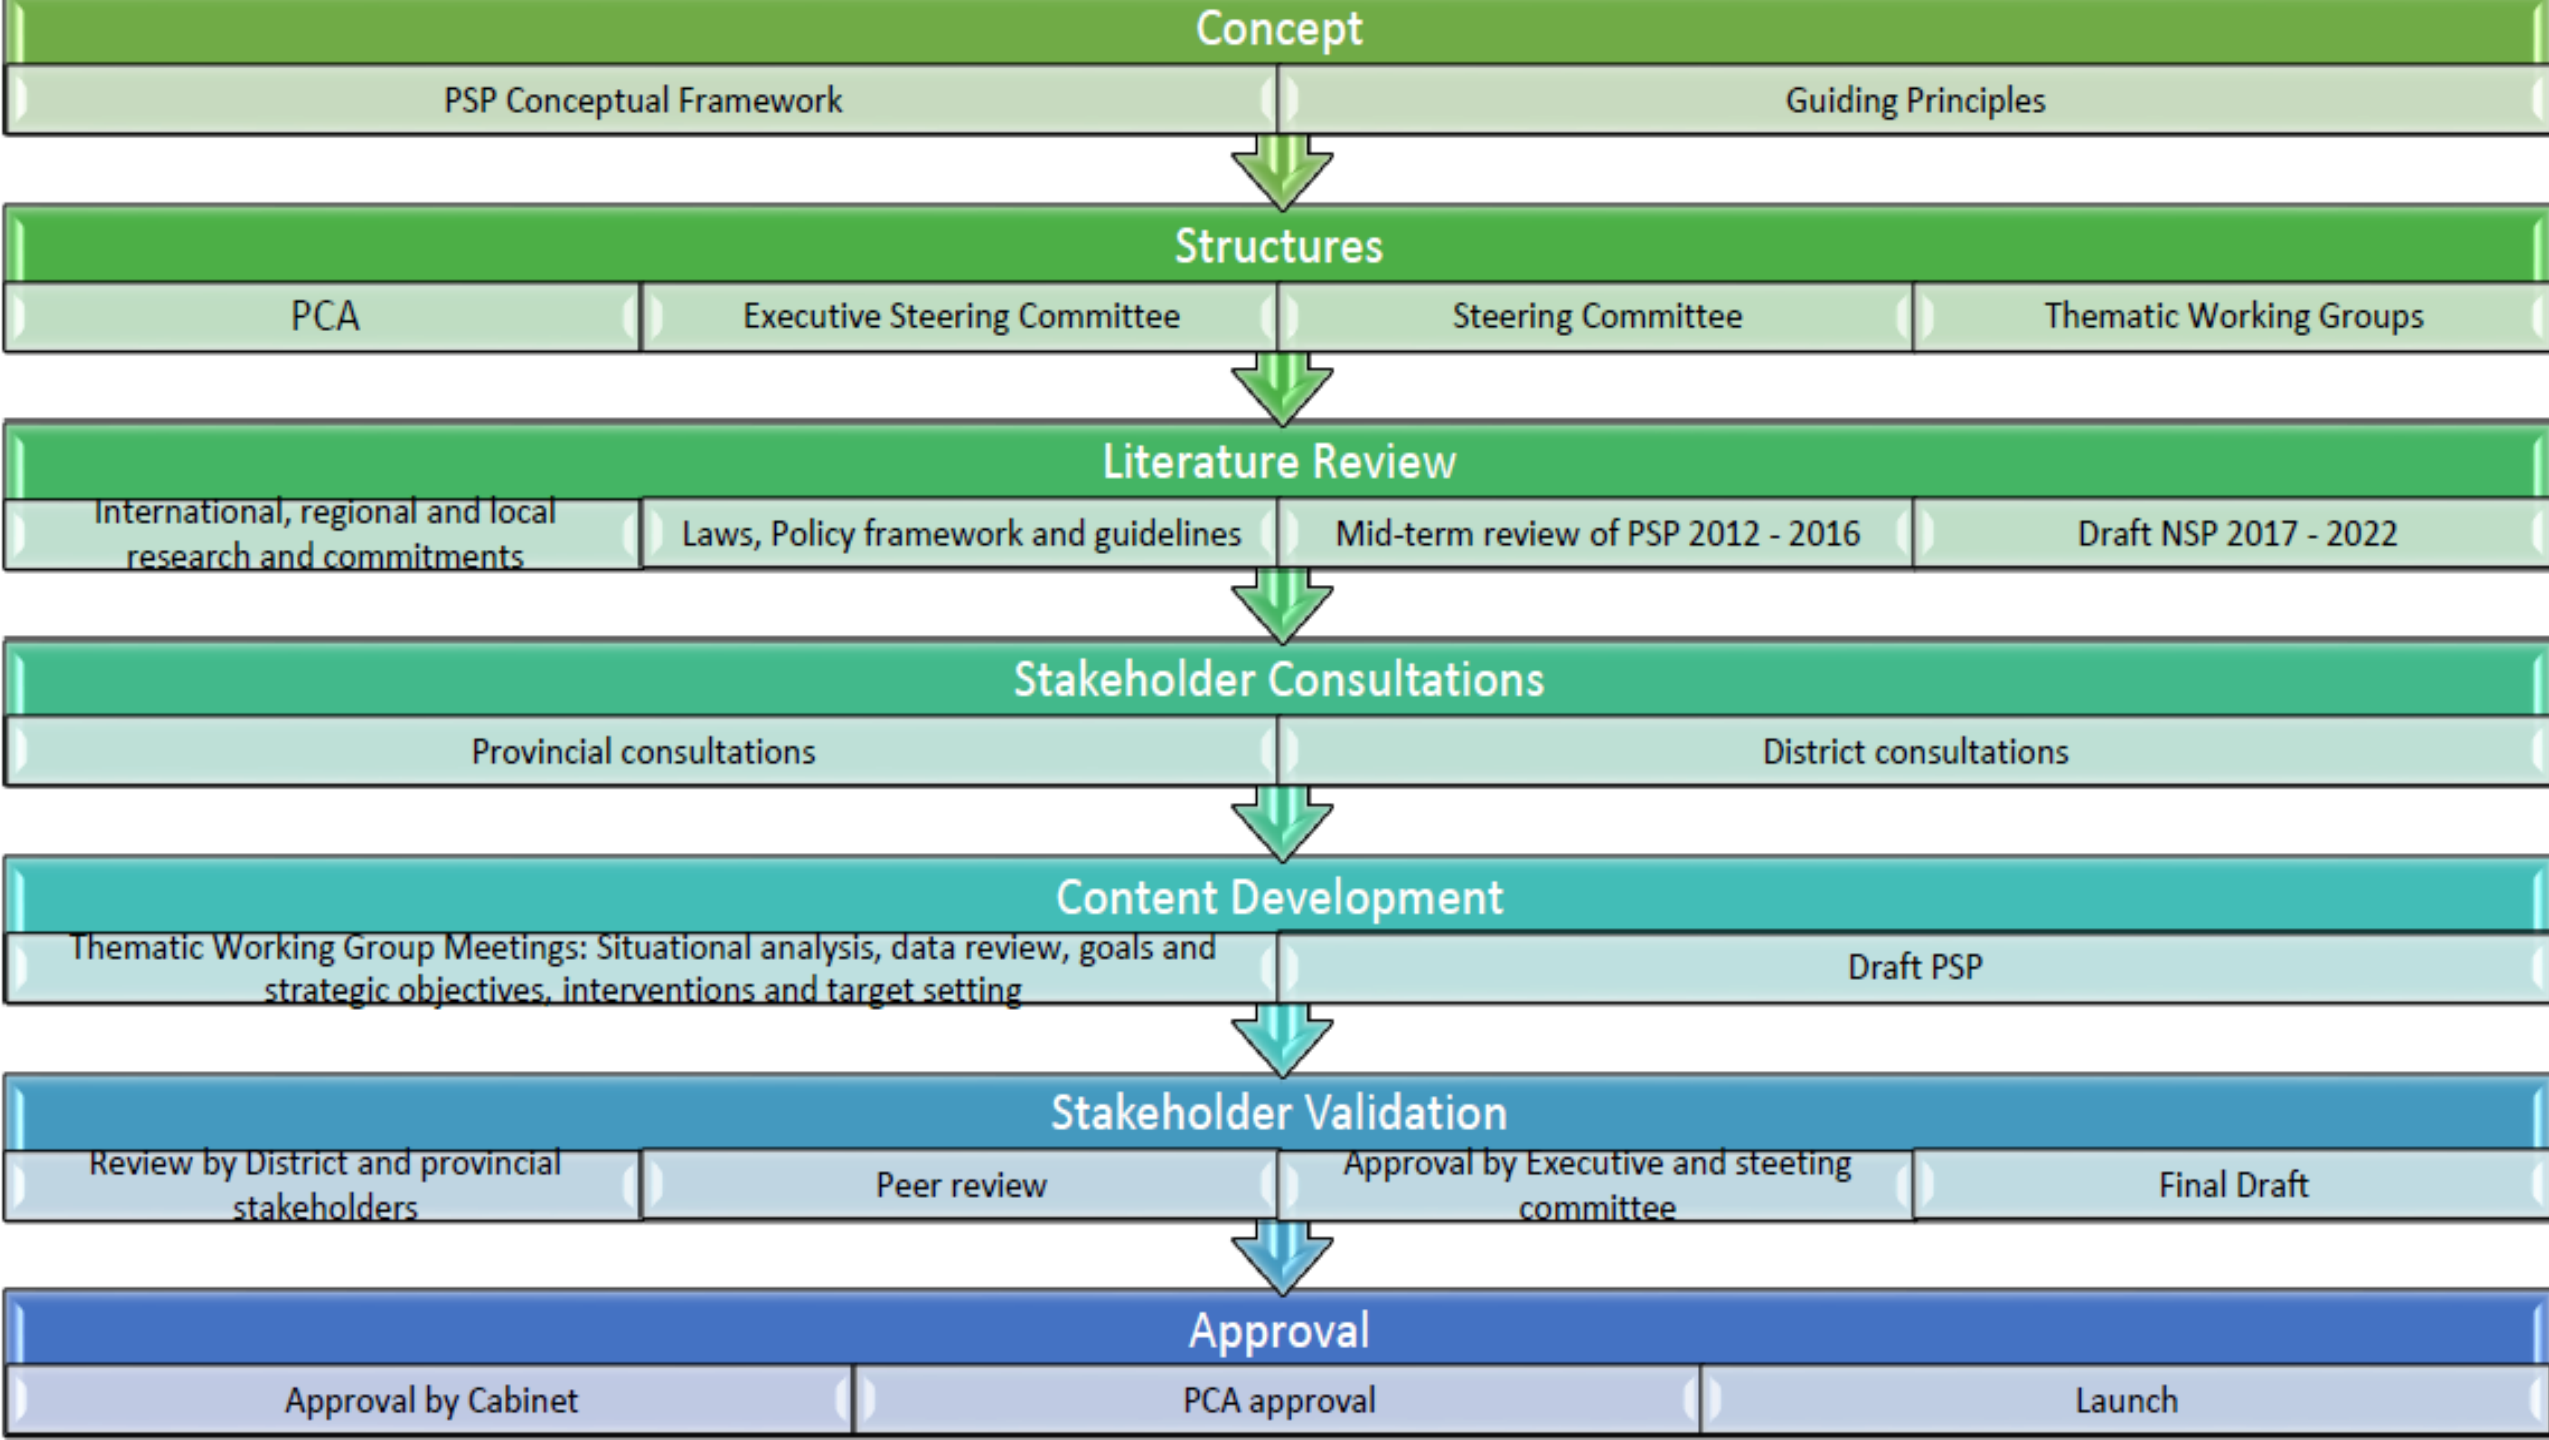 Concept
PSP Conceptual Framework
Guiding Principles
Structures
PCA
Executive Steering Committee
Steering Committee
Thematic Working Groups
Literature Review
International, regional and local
research and commitments
Laws, Policy framework and guidelines
Mid-term review of PSP 2012 - 2016
Draft NSP 2017 - 2022
Stakeholder Consultations
Provincial consultations
District consultations
Content Development
Thematic Working Group Meetings: Situational analysis, data review, goals and
strategic objectives, interventions and target setting
Draft PSP
Stakeholder Validation
Review by District and provincial
stakeholders
Peer review
Approval by Executive and steeting
committee
Final Draft
Approval
Approval by Cabinet
PCA approval
Launch